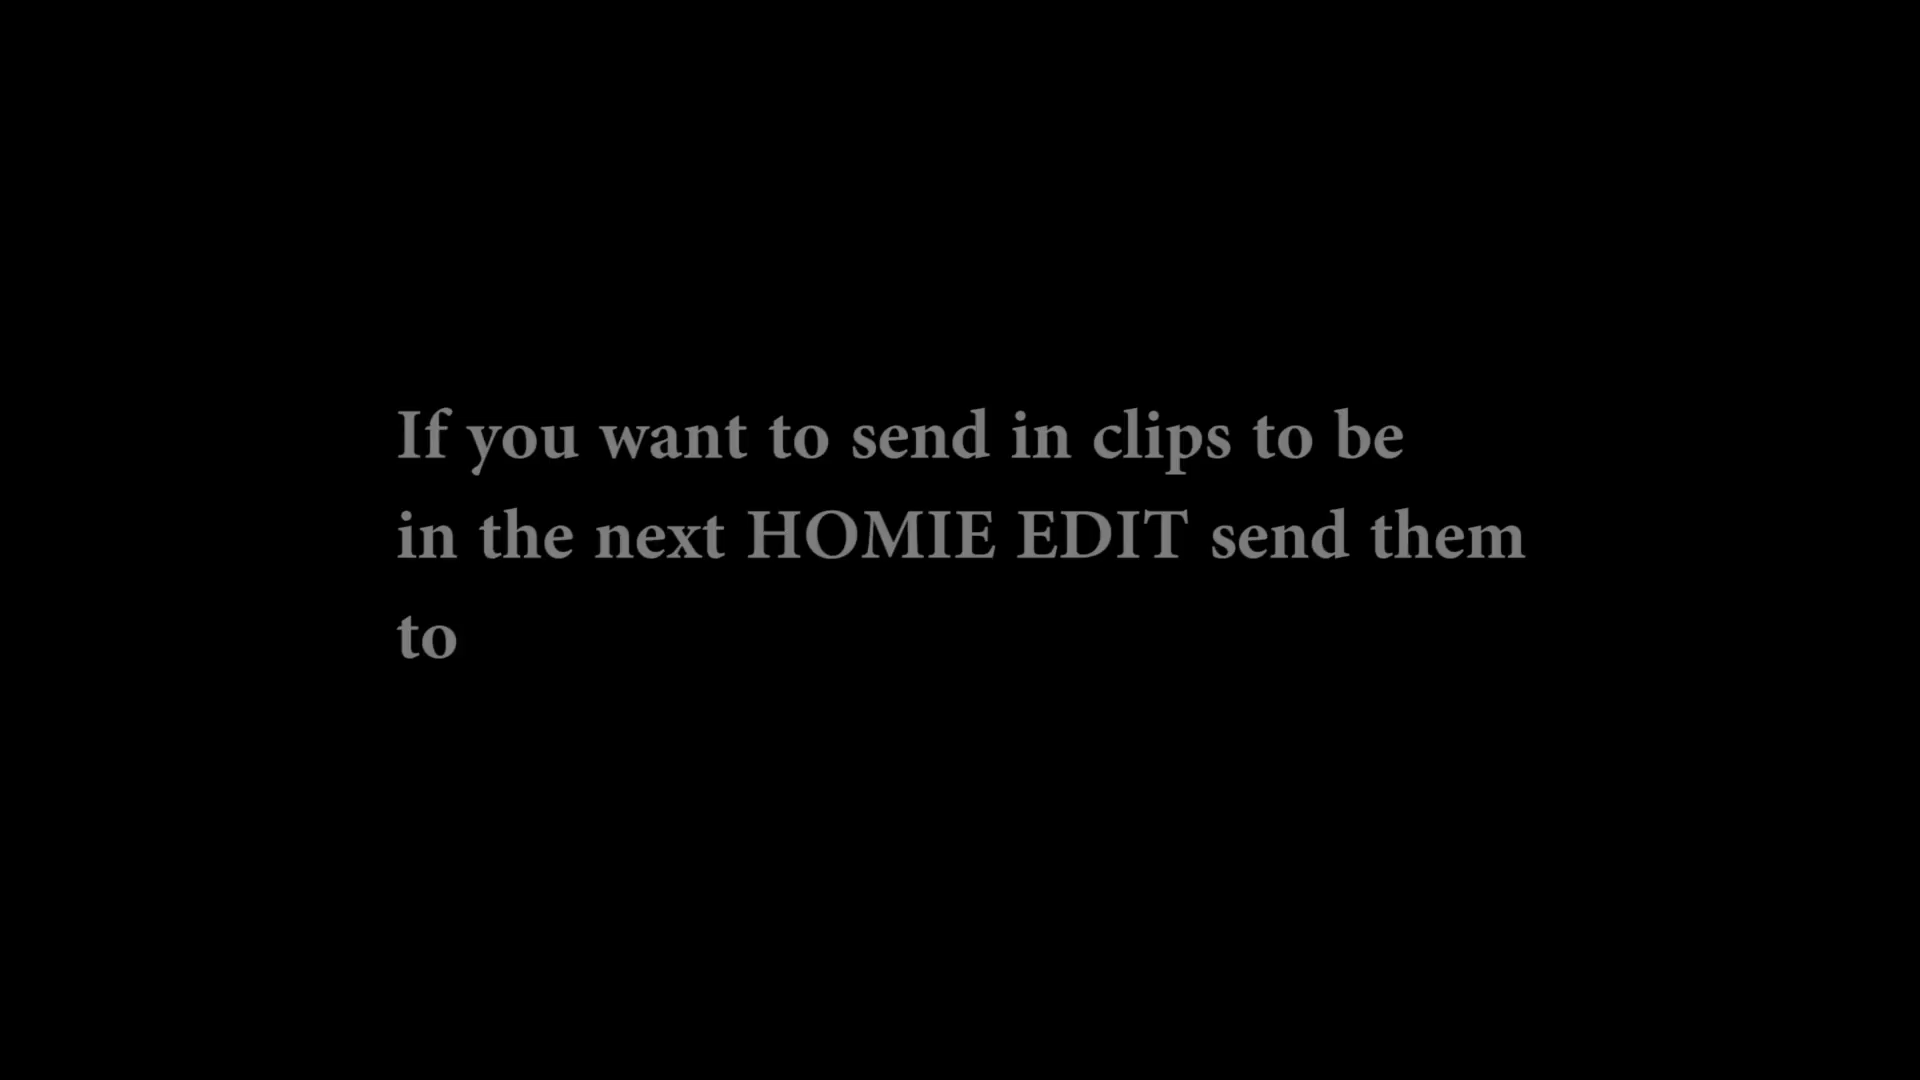 If you want to send in clips to be
in the next HOMIE EDIT send them
to